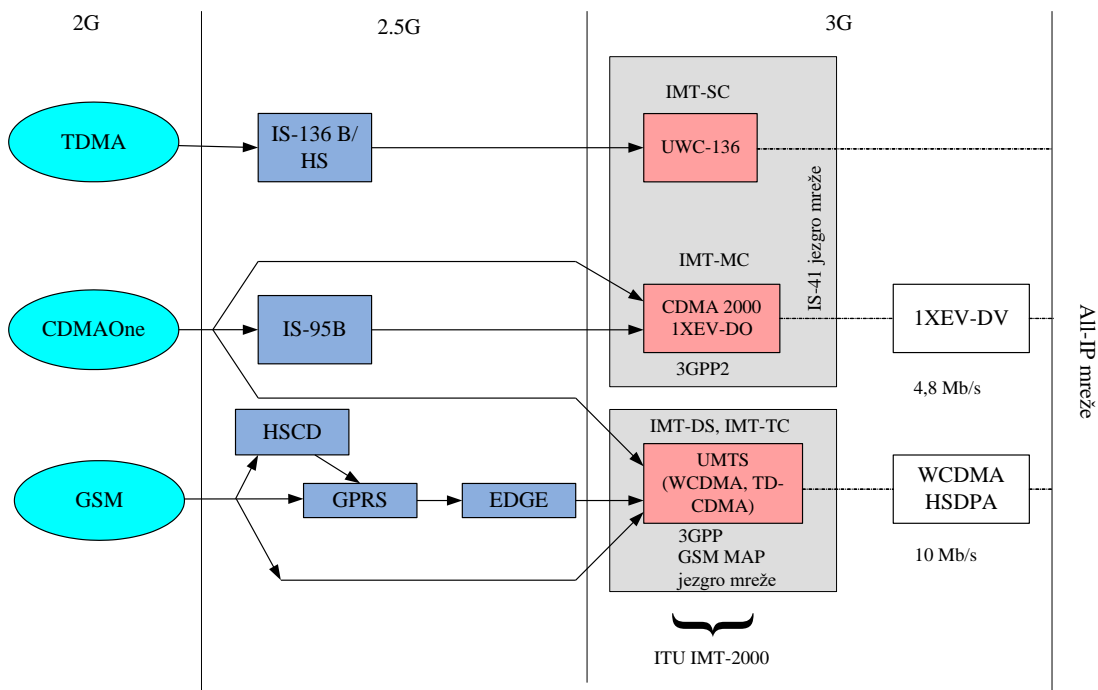 2G
2.5G
3G
IMT-SC
TDMA
IS-136 B/
HS
UWC-136
IS-41 jezgro mreže
IMT-MC
CDMAOne
IS-95B
CDMA 2000
1XEV-DO
1XEV-DV
3GPP2
4,8 Mb/s
All-IP mreže
HSCD
IMT-DS, IMT-TC
GSM
GPRS
EDGE
UMTS
(WCDMA, TD-
CDMA)
WCDMA
HSDPA
3GPP
GSM MAP
jezgro mreže
10 Mb/s
ITU IMT-2000